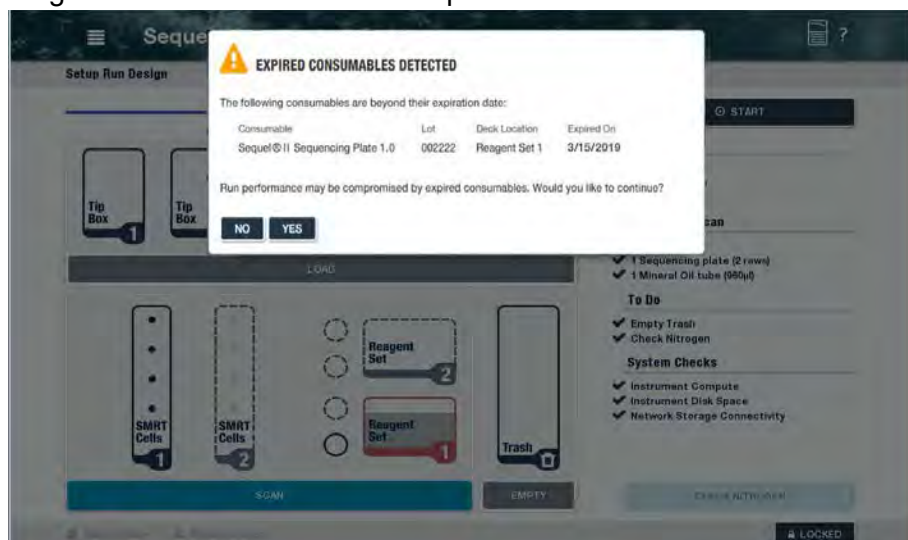 Seque
?
EXPIRED CONSUMABLES DETECTED
Setup Run Design
The following consumables are beyond their expiration date:
Consumable Lot Deck Location Expired On
Sequel® II Sequencing Plate 1.0 002222 Reagent Set 1 3/15/2019
Run performance may be compromised by expired consumables. Would you like to continue?
NO YES
START
Tip
Box
1
Tip
Box
can
LOAD
1 Sequencing plate (2 rows)
1 Mineral Oil tube (960µl)
To Do
Empty Trash
Check Nitrogen
System Checks
Instrument Compute
Instrument Disk Space
Network Storage Connectivity
SMRT
Cells
1
SMRT
Cells
2
Reagent
Set
2
Reagent
Set
1
Trash
SCAN
EMPTY
CHECK NITROGEN
LOCKED